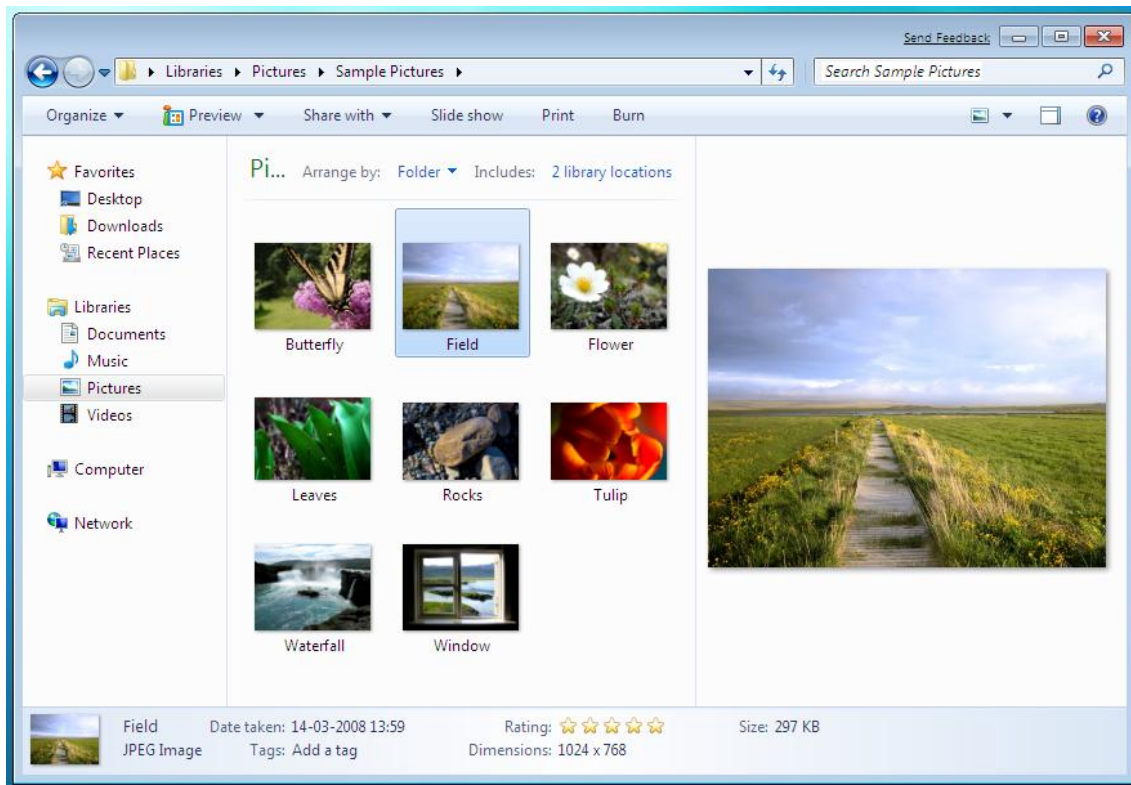 Send Feedback
Libraries Pictures Sample Pictures
Search Sample Pictures
Organize Preview Share with Slide show Print Burn
Favorites
Desktop
Downloads
Recent Places
Libraries
Documents
Music
Pictures
Videos
Computer
Network
Pi... Arrange by: Folder Includes: 2 library locations
Butterfly Field Flower
Leaves Rocks Tulip
Waterfall Window
Field Date taken: 14-03-2008 13:59 Rating: Size: 297 KB
JPEG Image Tags: Add a tag Dimensions: 1024 x 768